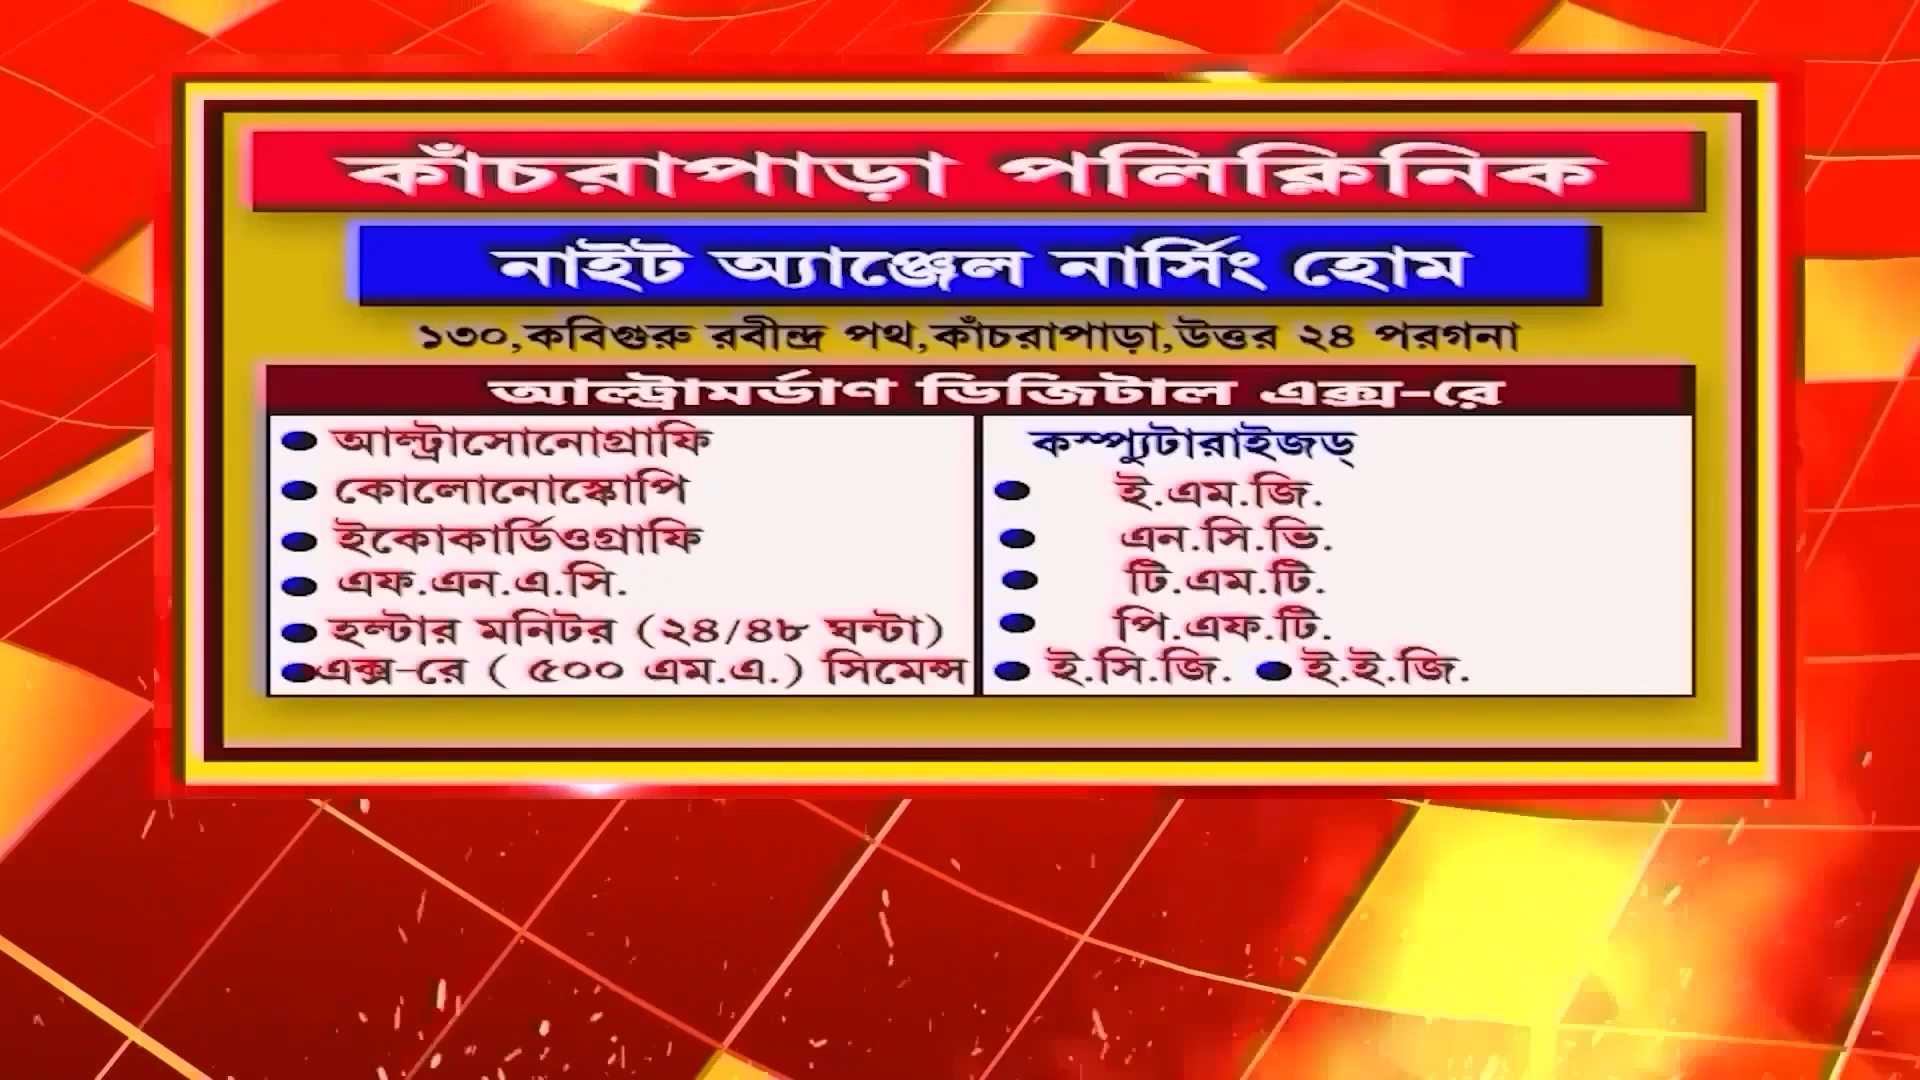 কাঁচরাপাড়া পলিক্লিনিক
নাইট অ্যাঞ্জেল নার্সিং হোম
১৩০,কবিগুরু রবীন্দ্র পথ,কাঁচরাপাড়া,উত্তর ২৪ পরগনা
আল্ট্রামর্ডাণ ডিজিটাল এক্স-রে
আল্ট্রাসোনোগ্রাফি
কোলোনোস্কোপি
ইকোকার্ডিওগ্রাফি
এফ.এন.এ.সি.
হল্টার মনিটর (২৪/৪৮ ঘন্টা)
এক্স-রে ( ৫০০ এম.এ.) সিমেন্স
কম্প্যুটারাইজড্
ই.এম.জি.
এন.সি.ভি.
টি.এম.টি.
পি.এফ.টি.
ই.সি.জি. ই.ই.জি.